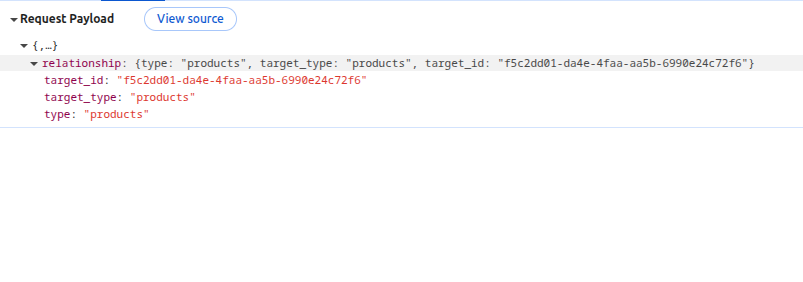 Request Payload View source
{,…}
relationship: {type: "products", target_type: "products", target_id: "f5c2dd01-da4e-4faa-aa5b-6990e24c72f6"}
target_id: "f5c2dd01-da4e-4faa-aa5b-6990e24c72f6"
target_type: "products"
type: "products"